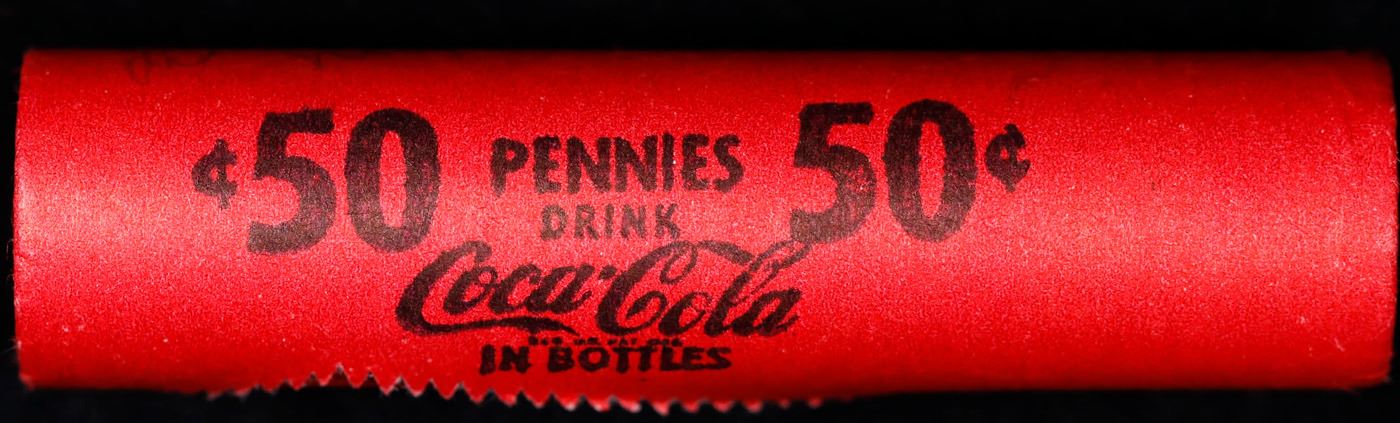 ¢50 PENNIES 50¢
DRINK
Coca-Cola
IN BOTTLES